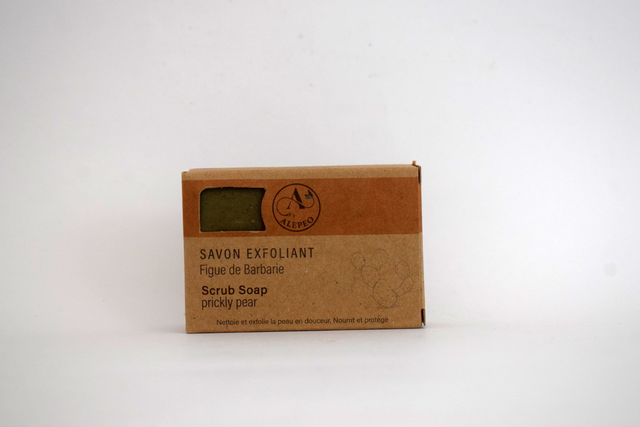 ALEPEO
SAVON EXFOLIANT
Figue de Barbarie
Scrub Soap
prickly pear
Nettoie et exfolie la peau en douceur, Nourrit et protège